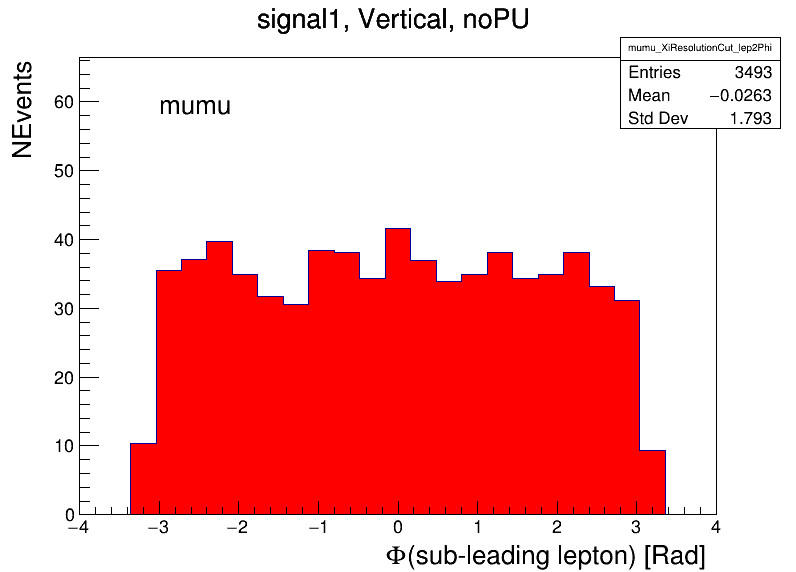 signal1, Vertical, noPU
mumu_XiResolutionCut_lep2Phi
Entries 3493
Mean −0.0263
Std Dev 1.793
NEvents
mumu
60
50
40
30
20
10
0
−4 −3 −2 −1 0 1 2 3 4
Φ(sub-leading lepton) [Rad]